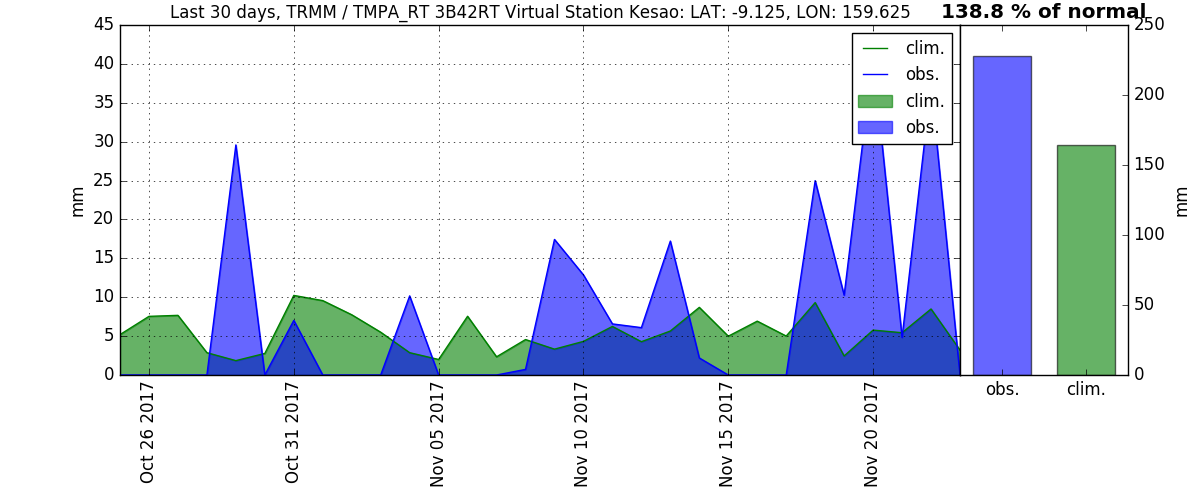 Last 30 days, TRMM / TMPA_RT 3B42RT Virtual Station Kesao: LAT: -9.125, LON: 159.625
138.8 % of normal
45
40
35
30
25
20
15
10
5
0
mm
clim.
obs.
clim.
obs.
250
200
150
100
50
0
mm
obs.
clim.
Oct 26 2017
Oct 31 2017
Nov 05 2017
Nov 10 2017
Nov 15 2017
Nov 20 2017